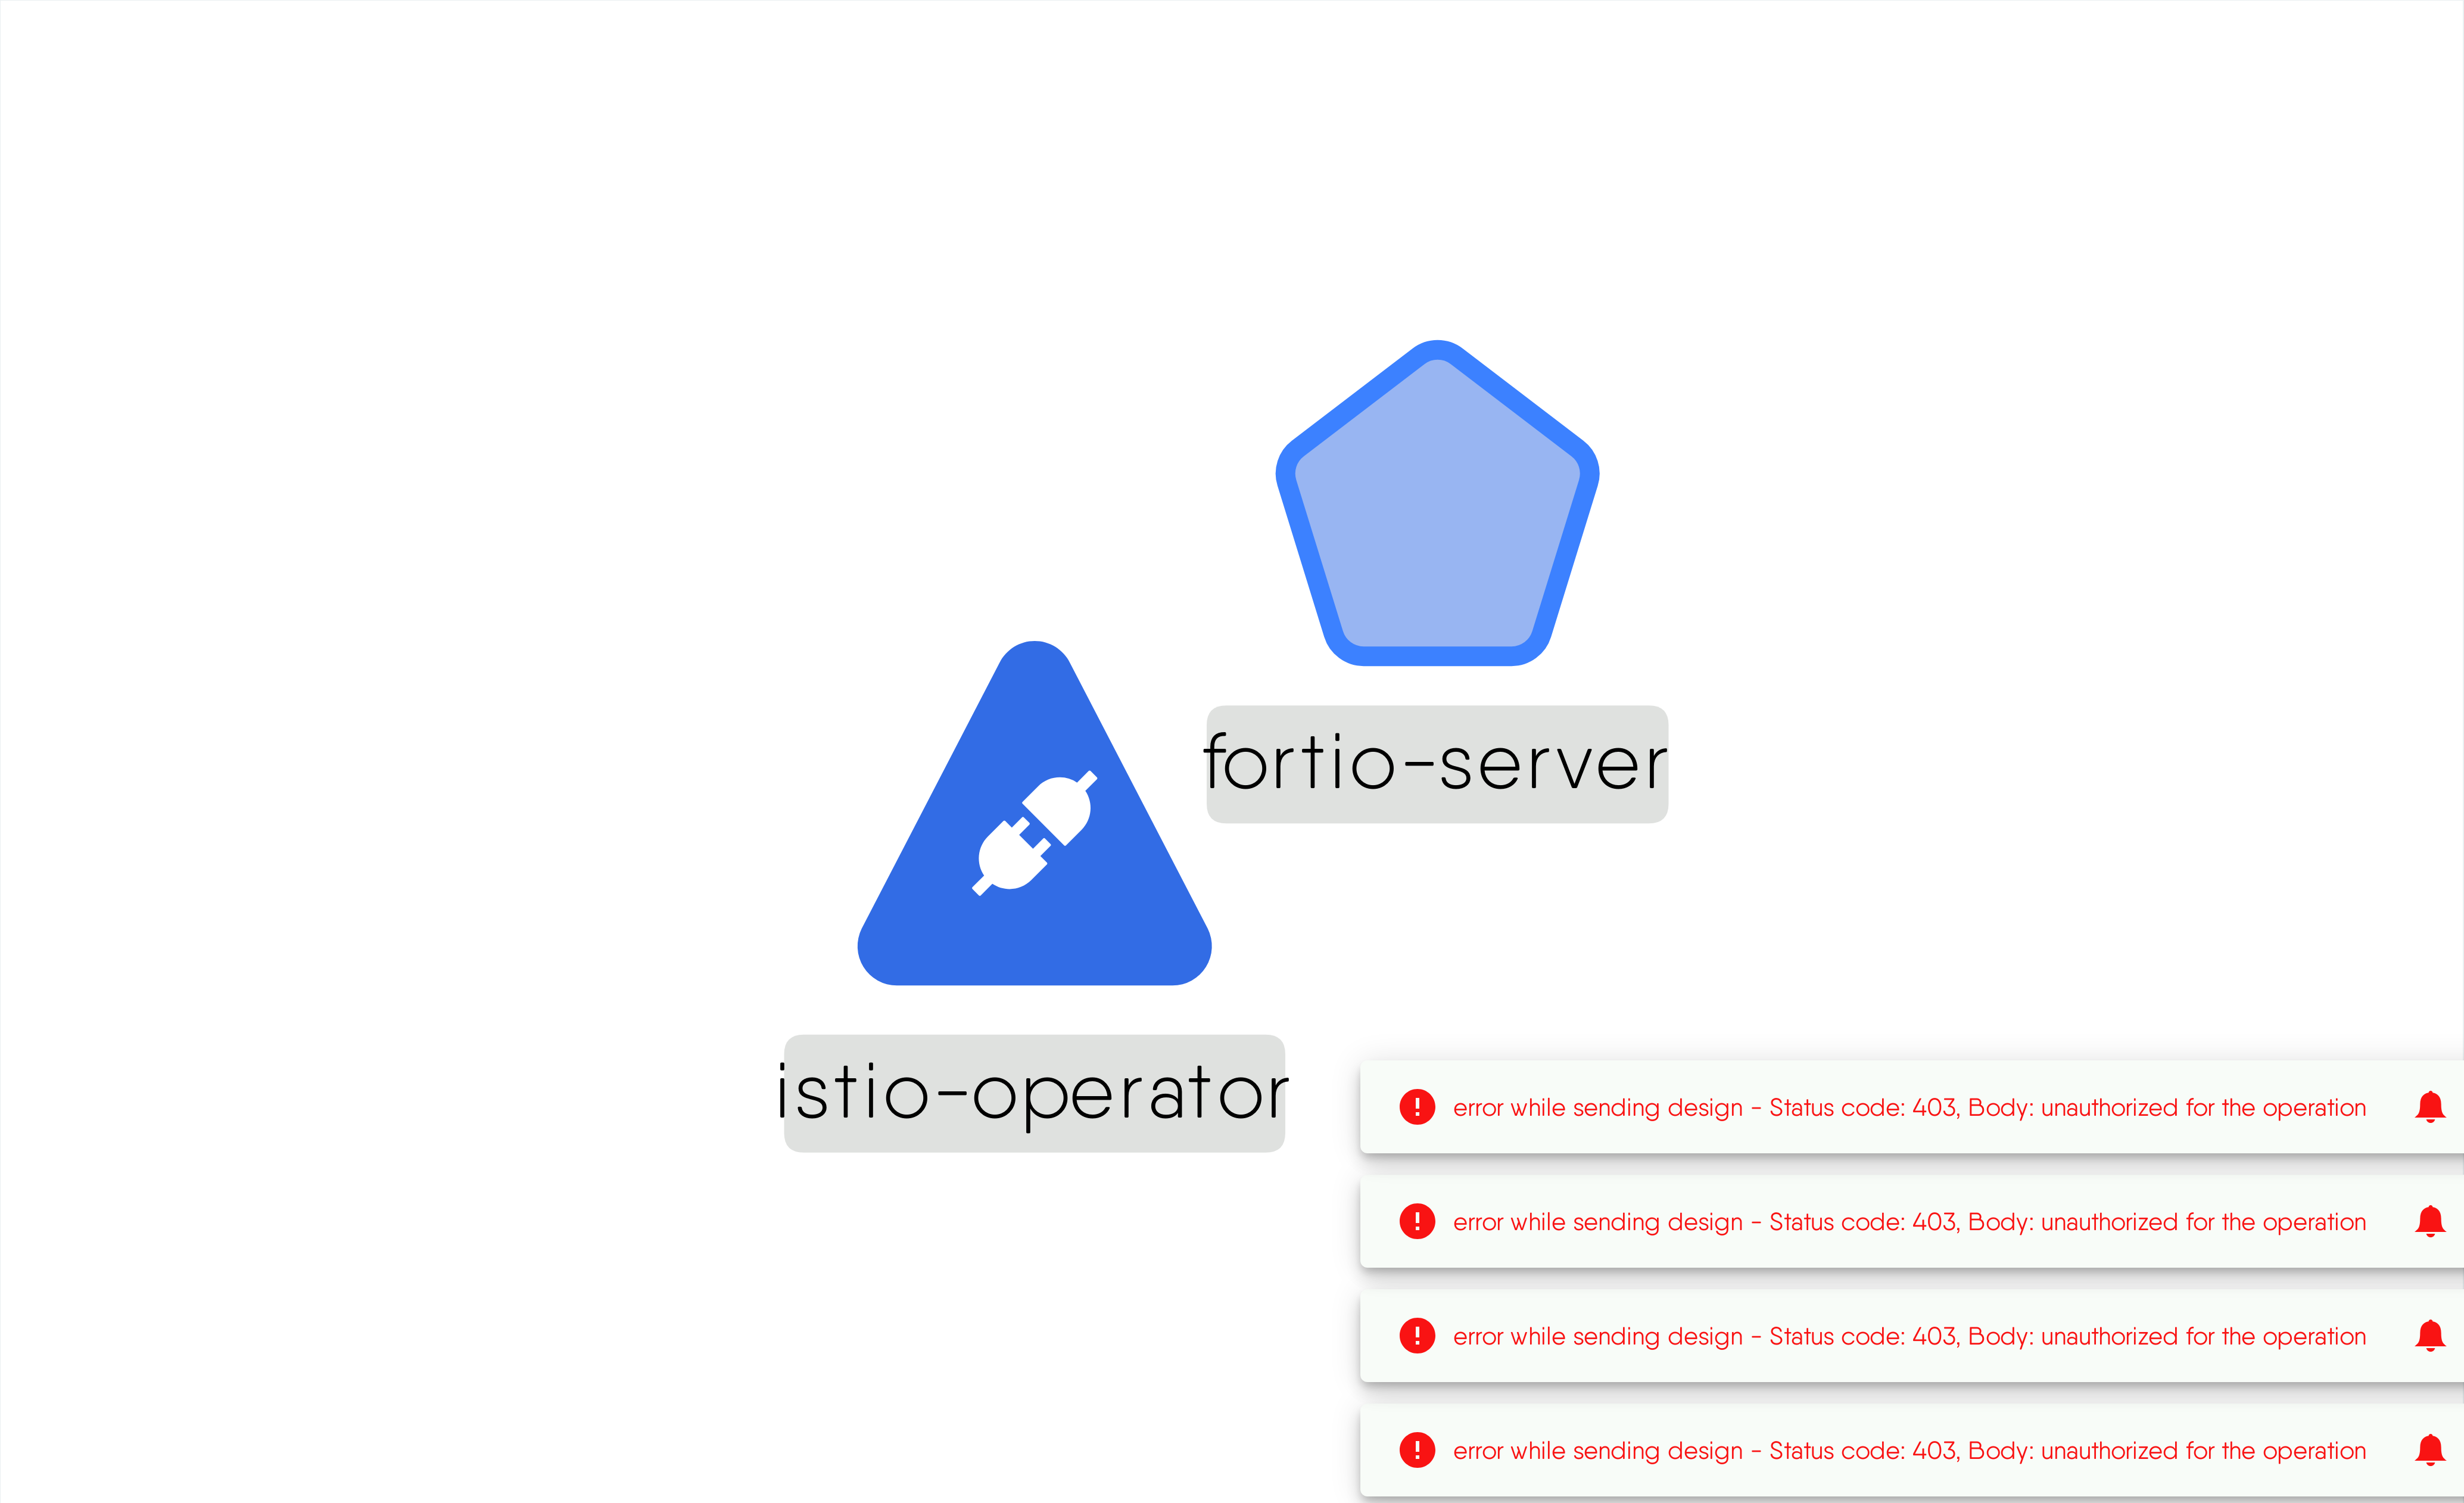 fortio-server
istio-operator
error while sending design - Status code: 403, Body: unauthorized for the operation
error while sending design - Status code: 403, Body: unauthorized for the operation
error while sending design - Status code: 403, Body: unauthorized for the operation
error while sending design - Status code: 403, Body: unauthorized for the operation